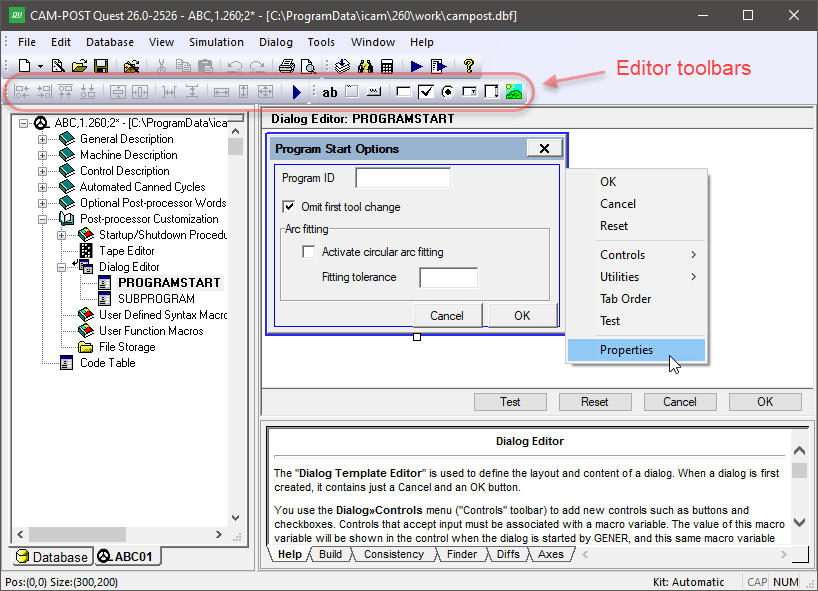 CAM-POST Quest 26.0-2526 - ABC,1.260;2* - [C:\ProgramData\icam\260\work\campost.dbf]
File Edit Database View Simulation Dialog Tools Window Help
ab
Editor toolbars
ABC,1.260;2* - [C:\ProgramData\ica
General Description
Machine Description
Control Description
Automated Canned Cycles
Optional Post-processor Words
Post-processor Customization
Startup/Shutdown Procedu
Tape Editor
Dialog Editor
PROGRAMSTART
SUBPROGRAM
User Defined Syntax Macro
User Function Macros
File Storage
Code Table
Database ABC01
Dialog Editor: PROGRAMSTART
Program Start Options
Program ID
Omit first tool change
Arc fitting
Activate circular arc fitting
Fitting tolerance
Cancel OK
OK
Cancel
Reset
Controls
Utilities
Tab Order
Test
Properties
Test Reset Cancel OK
Dialog Editor
The "Dialog Template Editor" is used to define the layout and content of a dialog. When a dialog is first
created, it contains just a Cancel and an OK button.
You use the Dialog»Controls menu ("Controls" toolbar) to add new controls such as buttons and
checkboxes. Controls that accept input must be associated with a macro variable. The value of this macro
variable will be shown in the control when the dialog is started by GENER, and this same macro variable
Help Build Consistency Finder Diffs Axes
Pos:(0,0) Size:(300,200)
Kit: Automatic CAP NUM